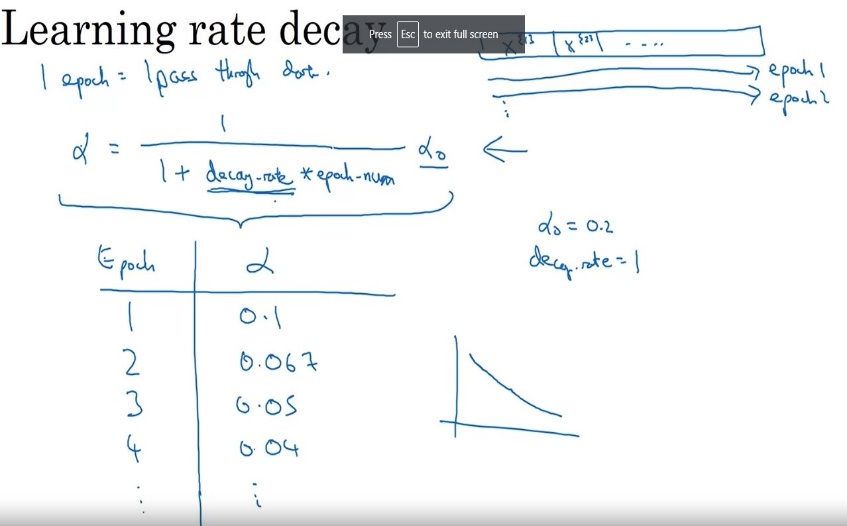 Learning rate decay
Press Esc to exit full screen
1 epoch = 1 pass through dat.
X{1} | X{2} | ....
epoch 1
epoch 2
⋮
α = 1 / (1 + decay-rate * epoch-num) α₀ ←
α₀ = 0.2
decay.rate = 1
Epoch | α
1 | 0.1
2 | 0.067
3 | 0.05
4 | 0.04
⋮ | ⋮